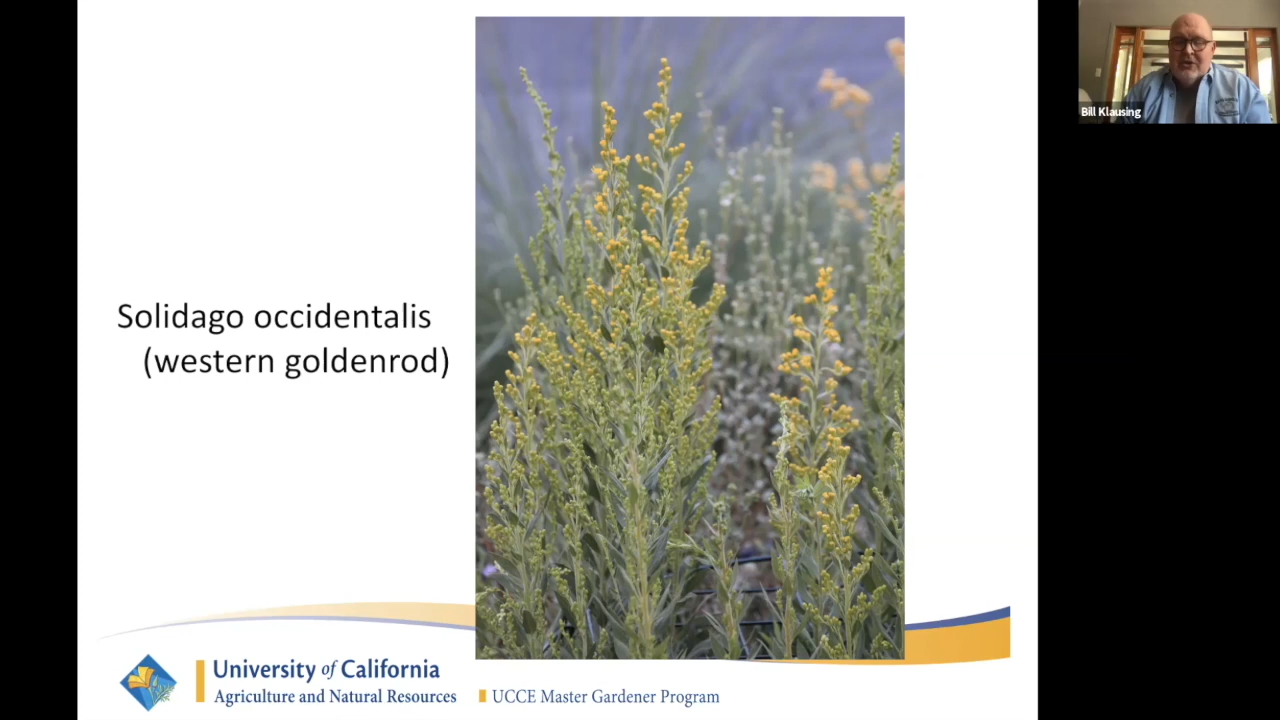 Solidago occidentalis
(western goldenrod)
Bill Klausing
University of California
Agriculture and Natural Resources
UCCE Master Gardener Program